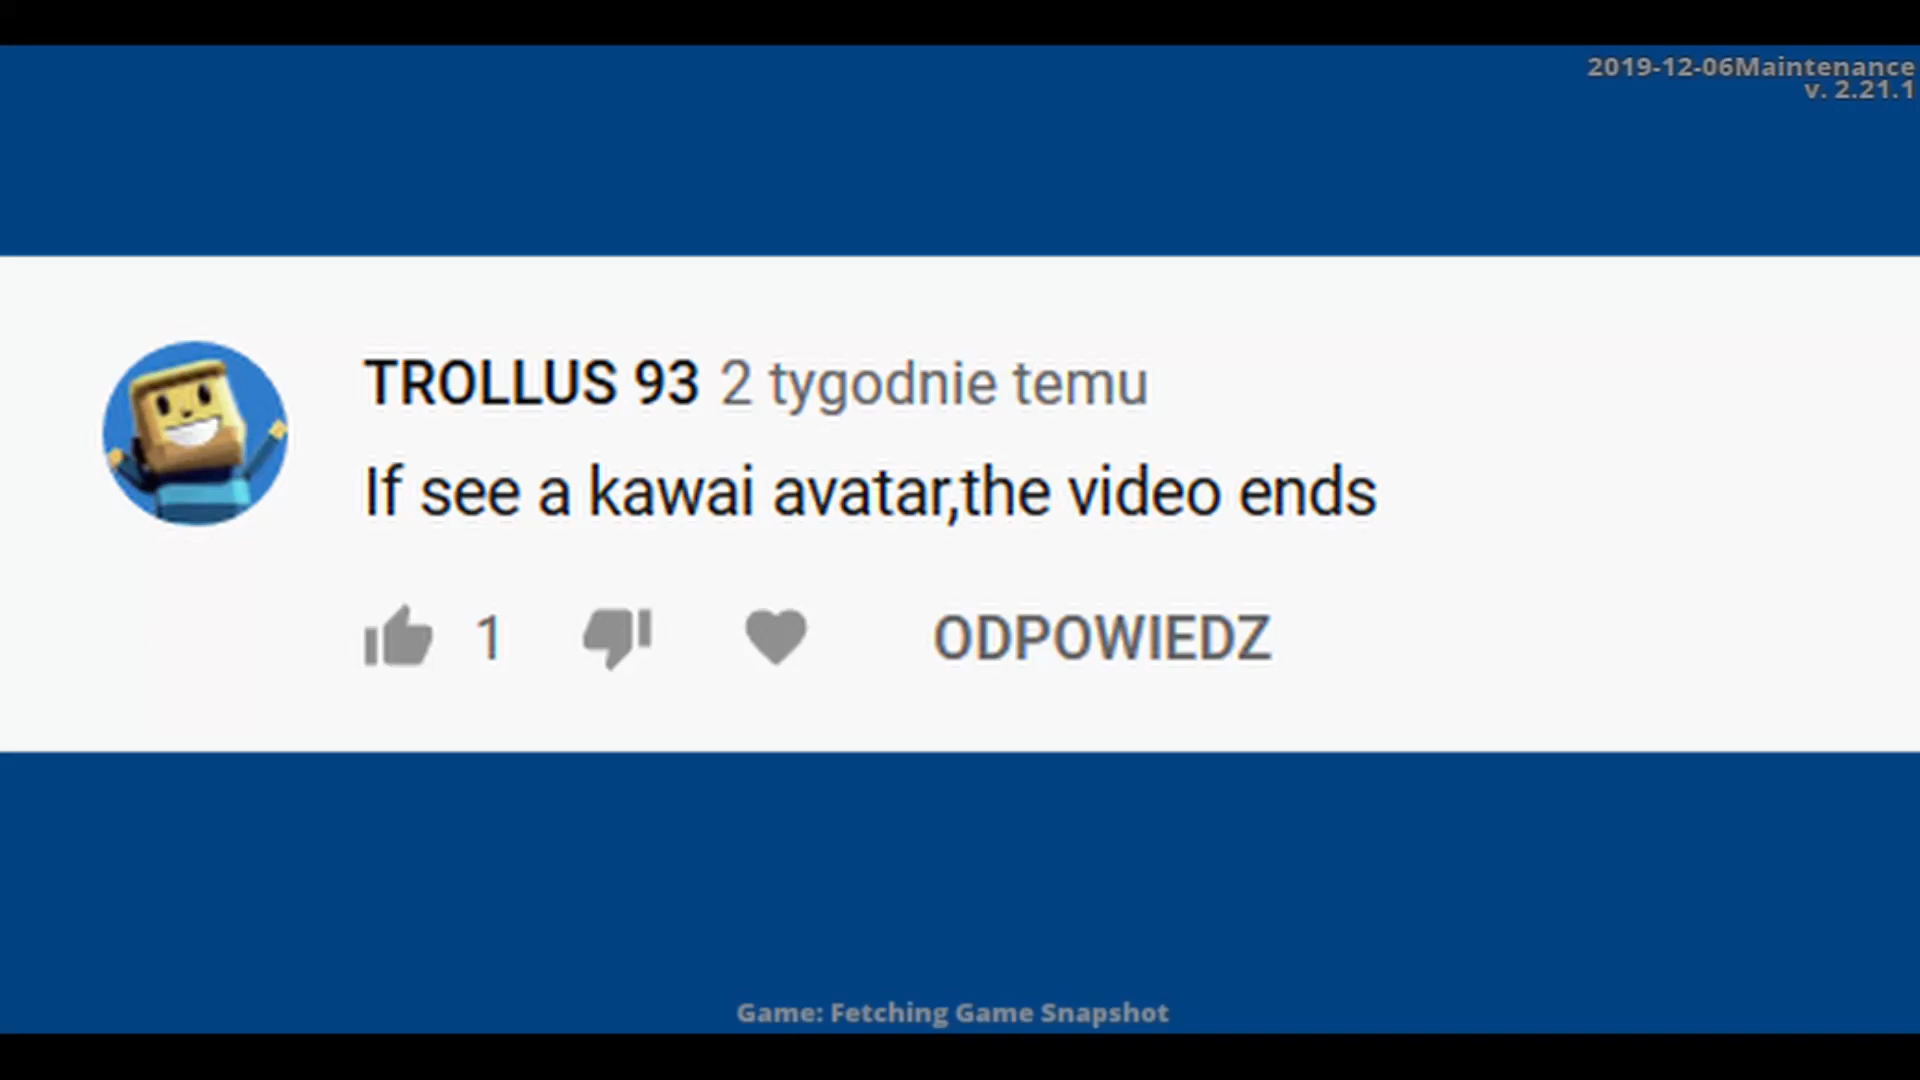 2019-12-06Maintenance
v. 2.21.1
TROLLUS 93 2 tygodnie temu
If see a kawai avatar,the video ends
1 ODPOWIEDZ
Game: Fetching Game Snapshot